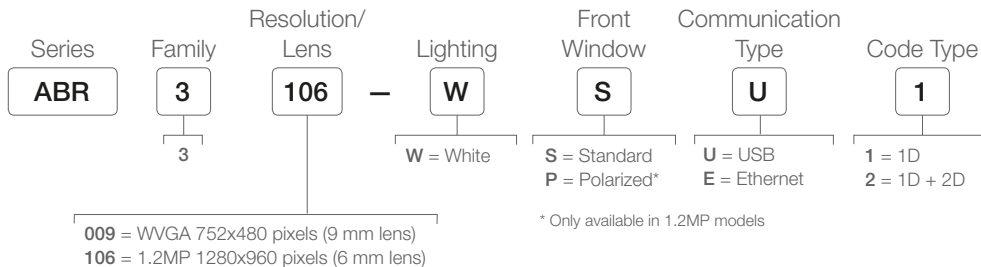 Series Family Resolution/ Lens Lighting Front Window Communication Type Code Type
ABR 3 106 – W S U 1
3
W = White
S = Standard
P = Polarized*
U = USB
E = Ethernet
1 = 1D
2 = 1D + 2D
* Only available in 1.2MP models
009 = WVGA 752x480 pixels (9 mm lens)
106 = 1.2MP 1280x960 pixels (6 mm lens)